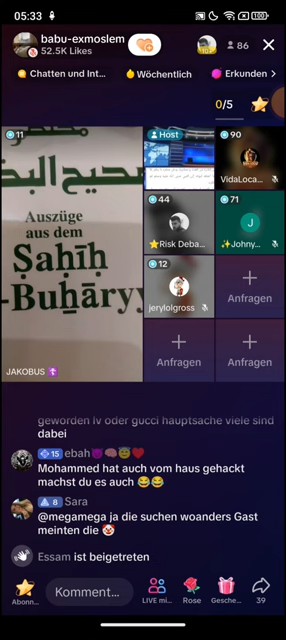 05:33
100
babu-exmoslem
52.5K Likes
86
Chatten und Int...
Wöchentlich
Erkunden
0/5
11
Host
90
VidaLoca...
Auszüge
aus dem
Ṣaḥīḥ
-Buḫāryy
44
Risk Deba...
71
J
Johny...
Anfragen
12
jerylolgross
Anfragen
Anfragen
JAKOBUS
geworden lv oder gucci hauptsache viele sind
dabei
15 ebah
Mohammed hat auch vom haus gehackt
machst du es auch
8 Sara
@megamega ja die suchen woanders Gast
meinten die
Essam ist beigetreten
Abonn...
Komment...
LIVE mi...
Rose
Gesche...
39